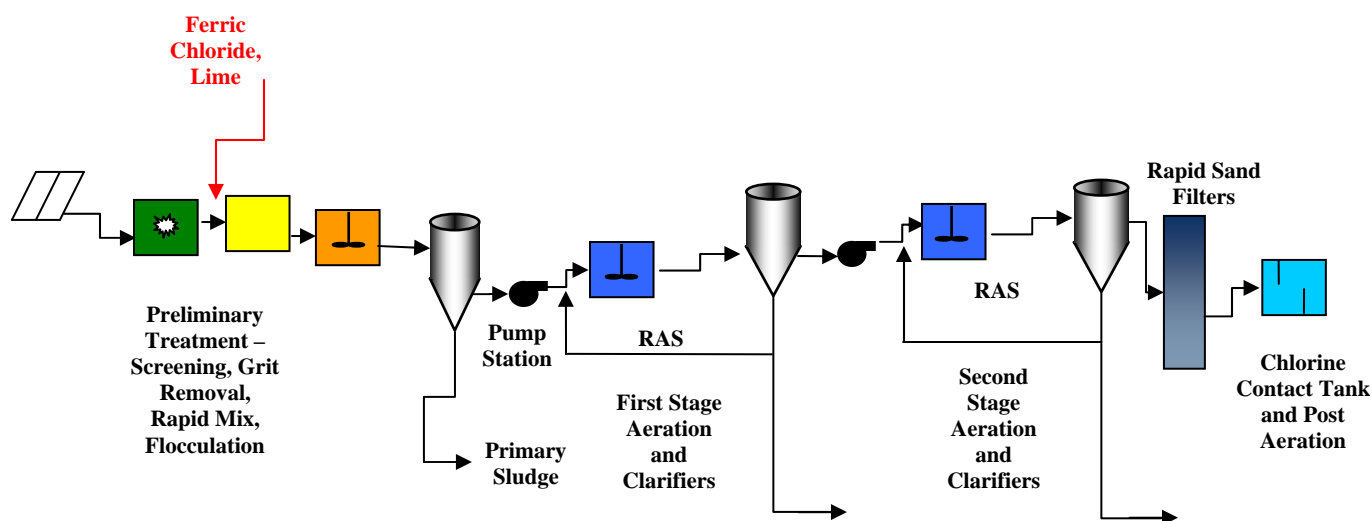 Ferric
Chloride,
Lime
Preliminary
Treatment –
Screening, Grit
Removal,
Rapid Mix,
Flocculation
Pump
Station
Primary
Sludge
RAS
First Stage
Aeration
and
Clarifiers
RAS
Second
Stage
Aeration
and
Clarifiers
Rapid Sand
Filters
Chlorine
Contact Tank
and Post
Aeration